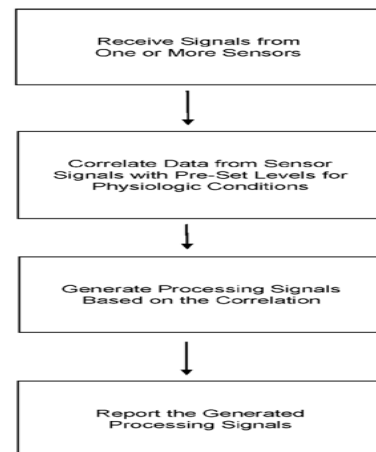 Receive Signals from
One or More Sensors
Correlate Data from Sensor
Signals with Pre-Set Levels for
Physiologic Conditions
Generate Processing Signals
Based on the Correlation
Report the Generated
Processing Signals